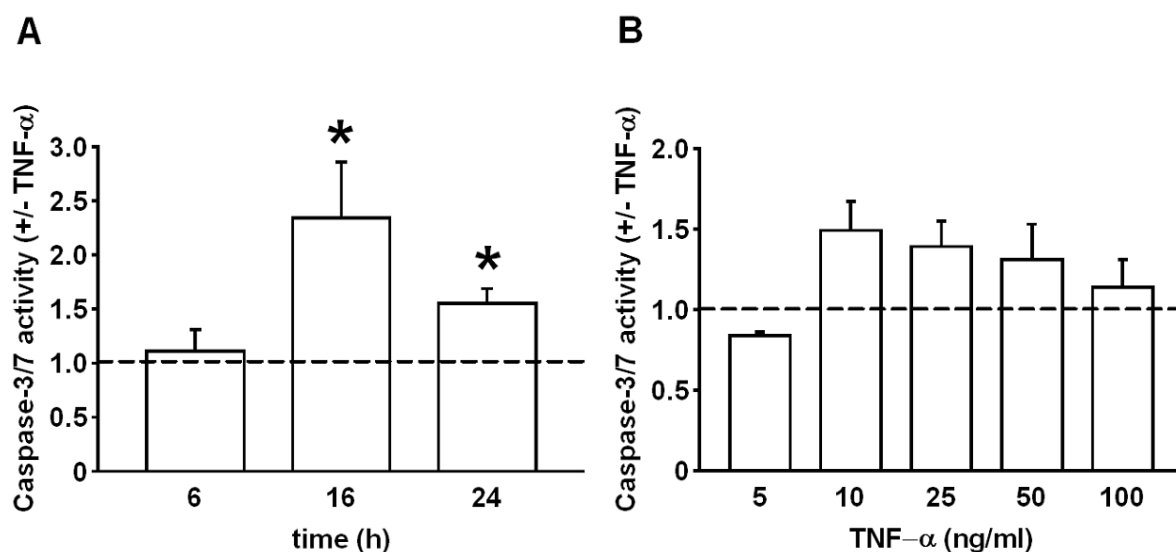 A
Caspase-3/7 activity (+/- TNF-α)
3.0
2.5
2.0
1.5
1.0
0.5
0
*
*
6 16 24
time (h)
B
Caspase-3/7 activity (+/- TNF-α)
2.0
1.5
1.0
0.5
0
5 10 25 50 100
TNF-α (ng/ml)